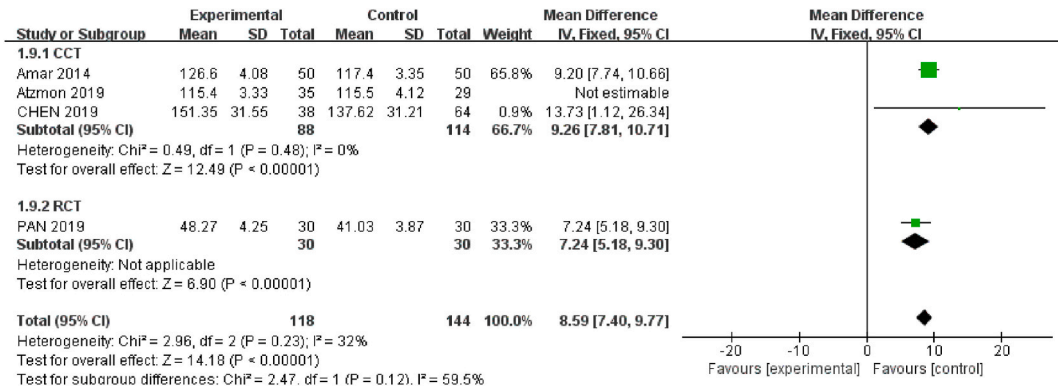 Experimental Control Mean Difference Mean Difference
Study or Subgroup Mean SD Total Mean SD Total Weight IV, Fixed, 95% CI IV, Fixed, 95% CI
1.9.1 CCT
Amar 2014 126.6 4.08 50 117.4 3.35 50 65.8% 9.20 [7.74, 10.66]
Atzmon 2019 115.4 3.33 35 115.5 4.12 29 Not estimable
CHEN 2019 151.35 31.55 38 137.62 31.21 64 0.9% 13.73 [1.12, 26.34]
Subtotal (95% CI) 88 114 66.7% 9.26 [7.81, 10.71]
Heterogeneity: Chi² = 0.49, df = 1 (P = 0.48); I² = 0%
Test for overall effect: Z = 12.49 (P < 0.00001)
1.9.2 RCT
PAN 2019 48.27 4.25 30 41.03 3.87 30 33.3% 7.24 [5.18, 9.30]
Subtotal (95% CI) 30 30 33.3% 7.24 [5.18, 9.30]
Heterogeneity: Not applicable
Test for overall effect: Z = 6.90 (P < 0.00001)
Total (95% CI) 118 144 100.0% 8.59 [7.40, 9.77]
Heterogeneity: Chi² = 2.96, df = 2 (P = 0.23); I² = 32%
Test for overall effect: Z = 14.18 (P < 0.00001)
Test for subgroup differences: Chi² = 2.47, df = 1 (P = 0.12), I² = 59.5%
-20 -10 0 10 20
Favours [experimental] Favours [control]